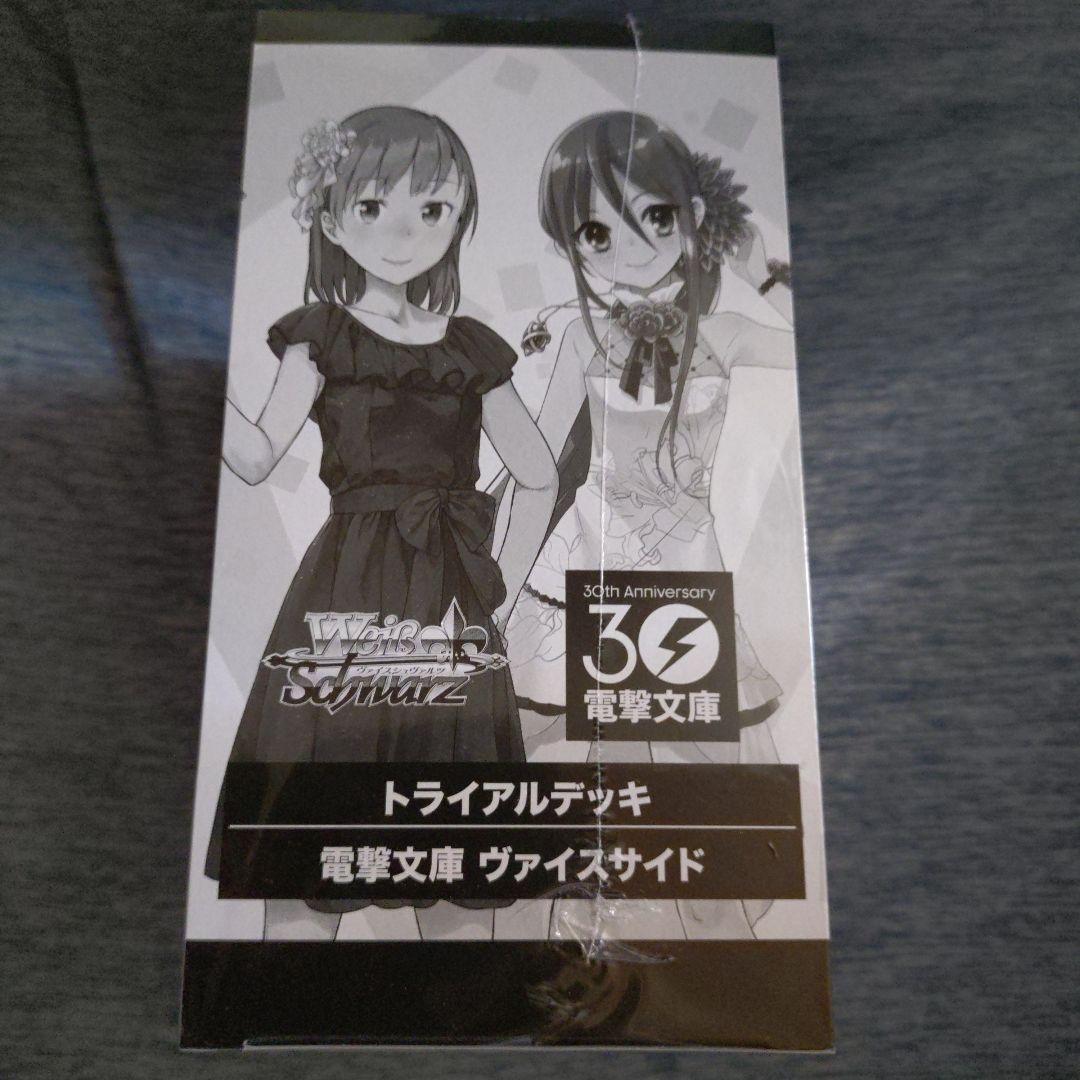 Weiß
ヴァイスシュヴァルツ
Schwarz
30th Anniversary
30
電撃文庫
トライアルデッキ
電撃文庫 ヴァイスサイド